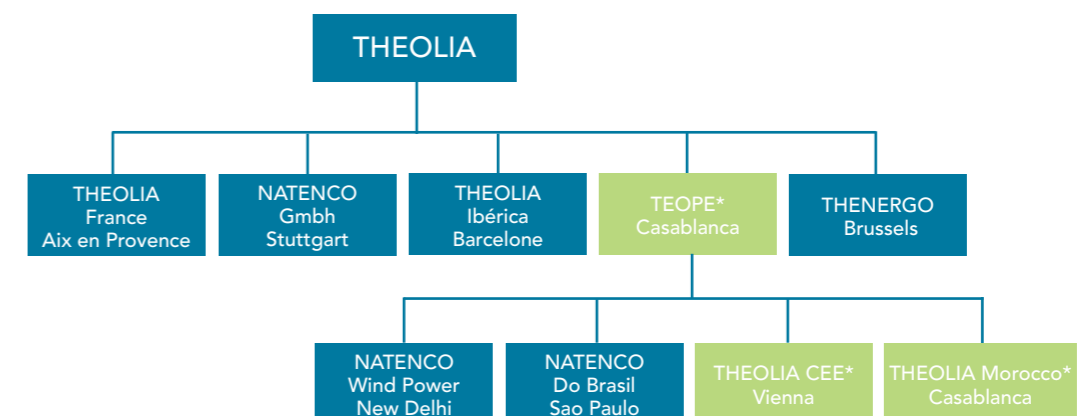 THEOLIA
THEOLIA
France
Aix en Provence
NATENCO
Gmbh
Stuttgart
THEOLIA
Ibérica
Barcelone
TEOPE*
Casablanca
THENERGO
Brussels
NATENCO
Wind Power
New Delhi
NATENCO
Do Brasil
Sao Paulo
THEOLIA CEE*
Vienna
THEOLIA Morocco*
Casablanca